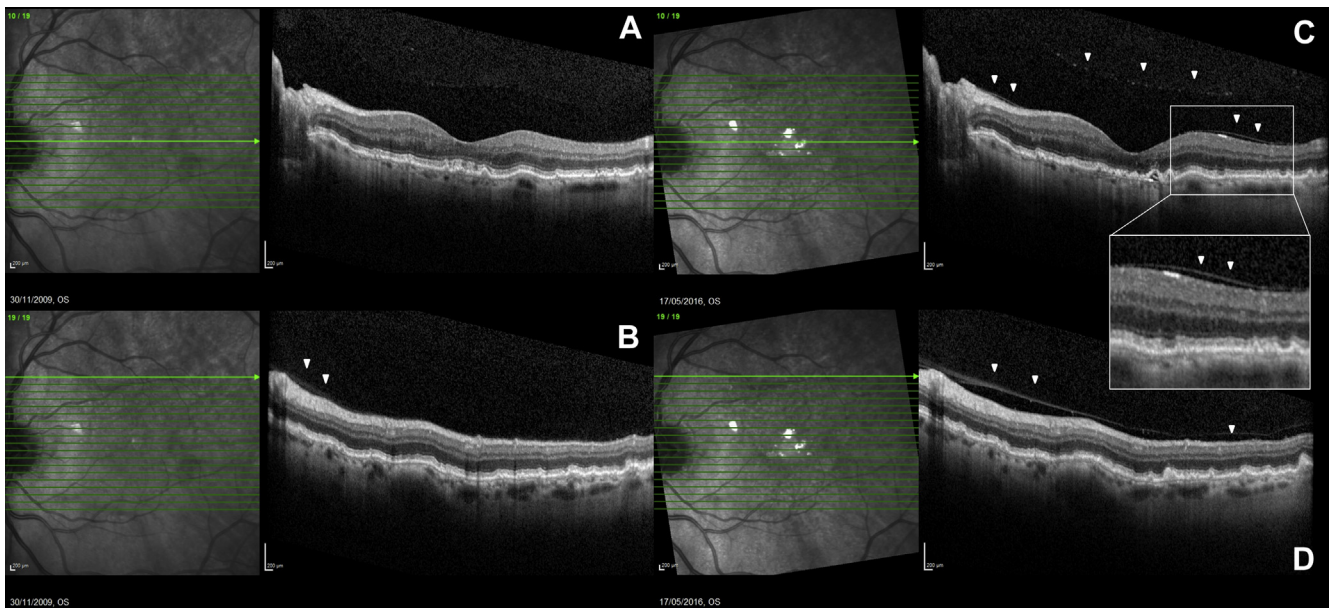 10 / 19
A
200 µm
200 µm
30/11/2009, OS
10 / 19
C
200 µm
200 µm
17/05/2016, OS
19 / 19
B
200 µm
200 µm
30/11/2009, OS
19 / 19
D
200 µm
200 µm
17/05/2016, OS